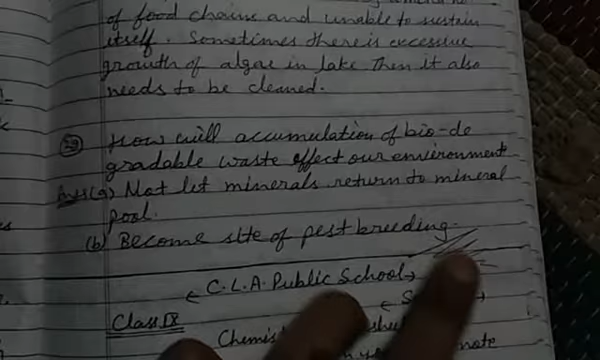 of food chains and unable to sustain
itself. Sometimes there is excessive
growth of algae in lake then it also
needs to be cleaned.
29 How will accumulation of bio-de
gradable waste effect our environment
Ans (a) Not let minerals return to mineral
pool.
(b) Become site of pest breeding.
C.L.A. Public School
Class IX
note